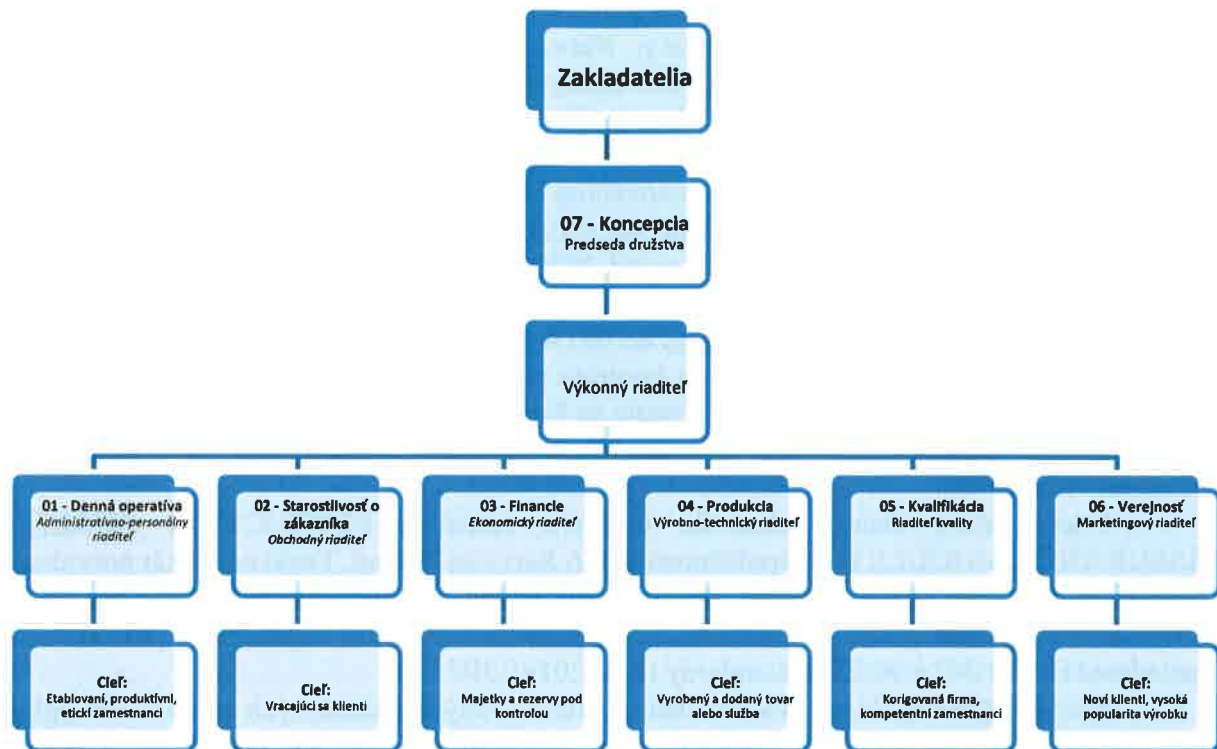 Zakladatelia
07 - Koncepcia
Predseda družstva
Výkonný riaditeľ
01 - Denná operatíva
Administratívno-personálny
riaditeľ
02 - Starostlivosť o
zákazníka
Obchodný riaditeľ
03 - Financie
Ekonomický riaditeľ
04 - Produkcia
Výrobno-technický riaditeľ
05 - Kvalifikácia
Riaditeľ kvality
06 - Verejnosť
Marketingový riaditeľ
Cieľ:
Etablovaní, produktívni,
etickí zamestnanci
Cieľ:
Vracajúci sa klienti
Cieľ:
Majetky a rezervy pod
kontrolou
Cieľ:
Vyrobený a dodaný tovar
alebo služba
Cieľ:
Korigovaná firma,
kompetentní zamestnanci
Cieľ:
Noví klienti, vysoká
popularita výrobku